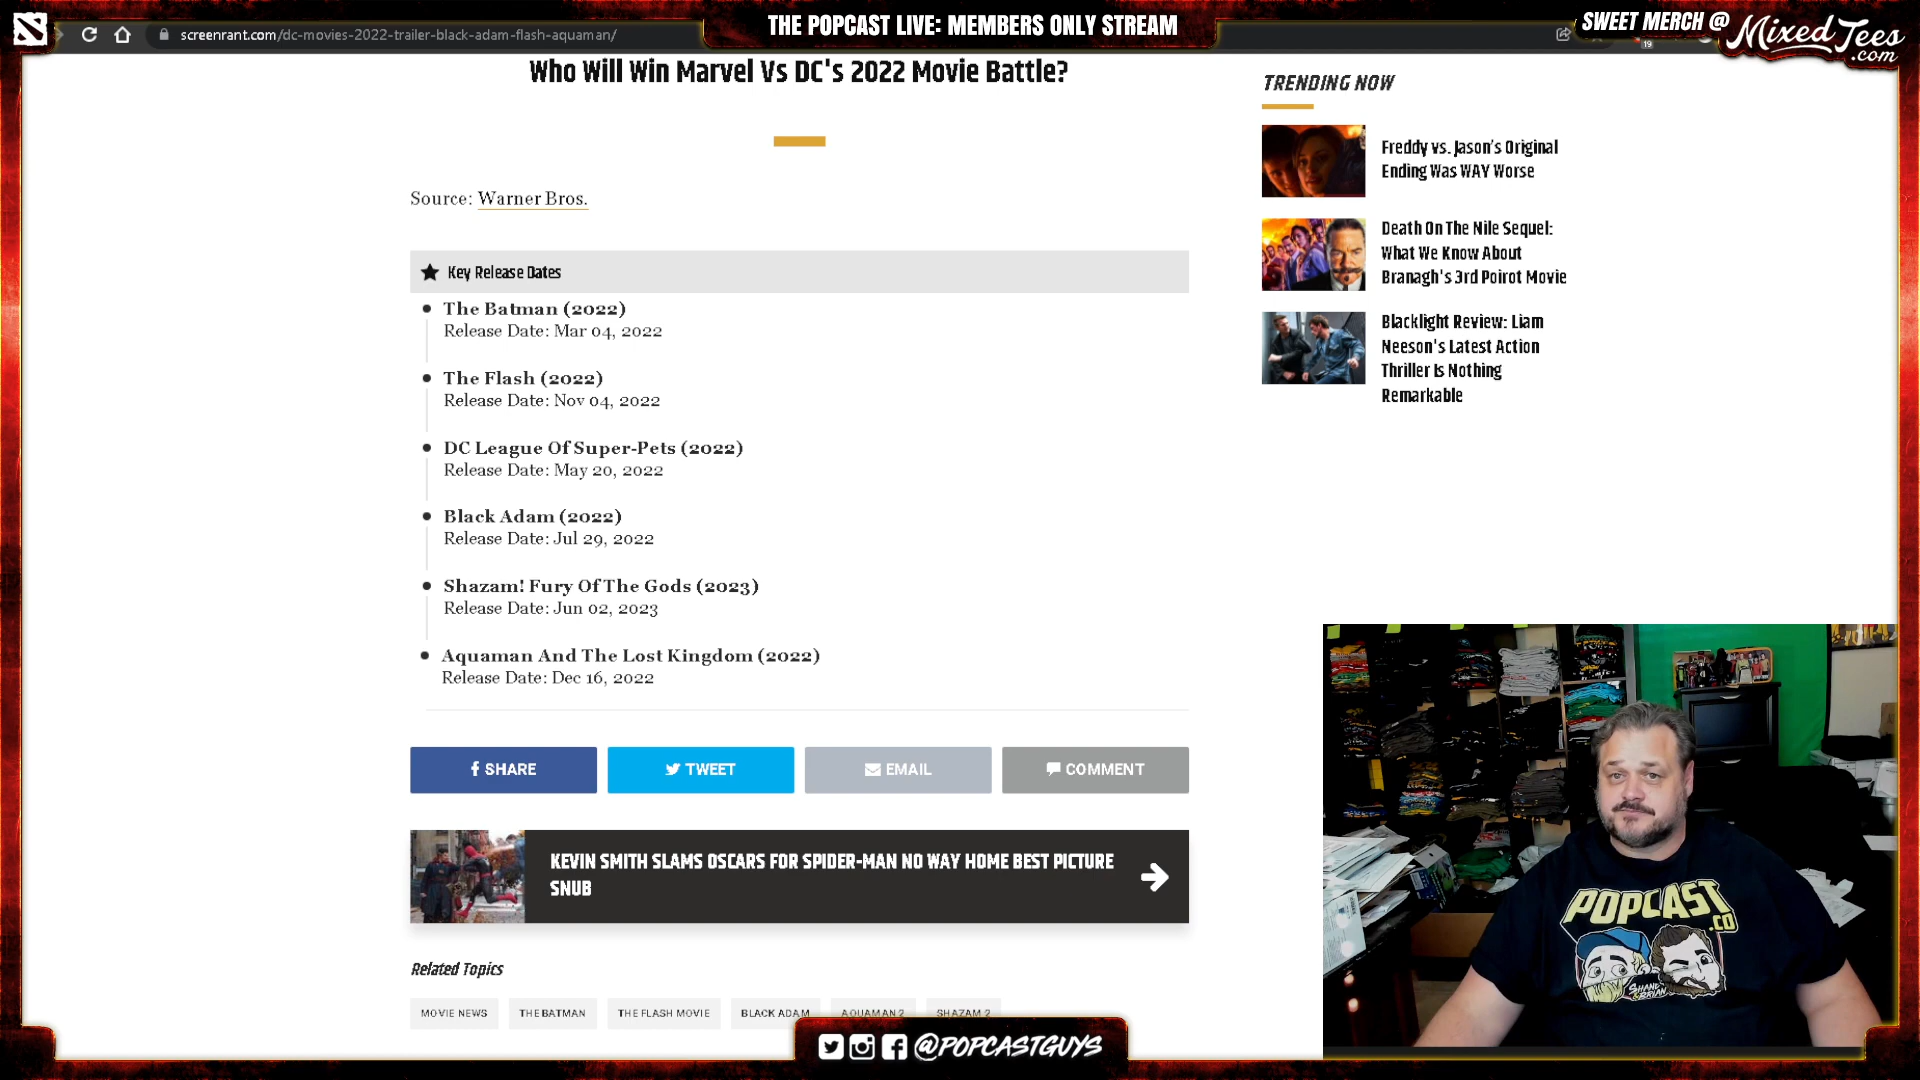 THE POPCAST LIVE: MEMBERS ONLY STREAM
SWEET MERCH @
Mixed Tees
.com
screenrant.com/dc-movies-2022-trailer-black-adam-flash-aquaman/
19
Who Will Win Marvel Vs DC's 2022 Movie Battle?
Source: Warner Bros.
Key Release Dates
The Batman (2022)
Release Date: Mar 04, 2022
The Flash (2022)
Release Date: Nov 04, 2022
DC League Of Super-Pets (2022)
Release Date: May 20, 2022
Black Adam (2022)
Release Date: Jul 29, 2022
Shazam! Fury Of The Gods (2023)
Release Date: Jun 02, 2023
Aquaman And The Lost Kingdom (2022)
Release Date: Dec 16, 2022
SHARE
TWEET
EMAIL
COMMENT
KEVIN SMITH SLAMS OSCARS FOR SPIDER-MAN NO WAY HOME BEST PICTURE
SNUB
Related Topics
MOVIE NEWS
THE BATMAN
THE FLASH MOVIE
BLACK ADAM
AQUAMAN 2
SHAZAM 2
TRENDING NOW
Freddy vs. Jason's Original
Ending Was WAY Worse
Death On The Nile Sequel:
What We Know About
Branagh's 3rd Poirot Movie
Blacklight Review: Liam
Neeson's Latest Action
Thriller Is Nothing
Remarkable
POPCAST
.CO
SHANE
&BRIAN
@POPCASTGUYS